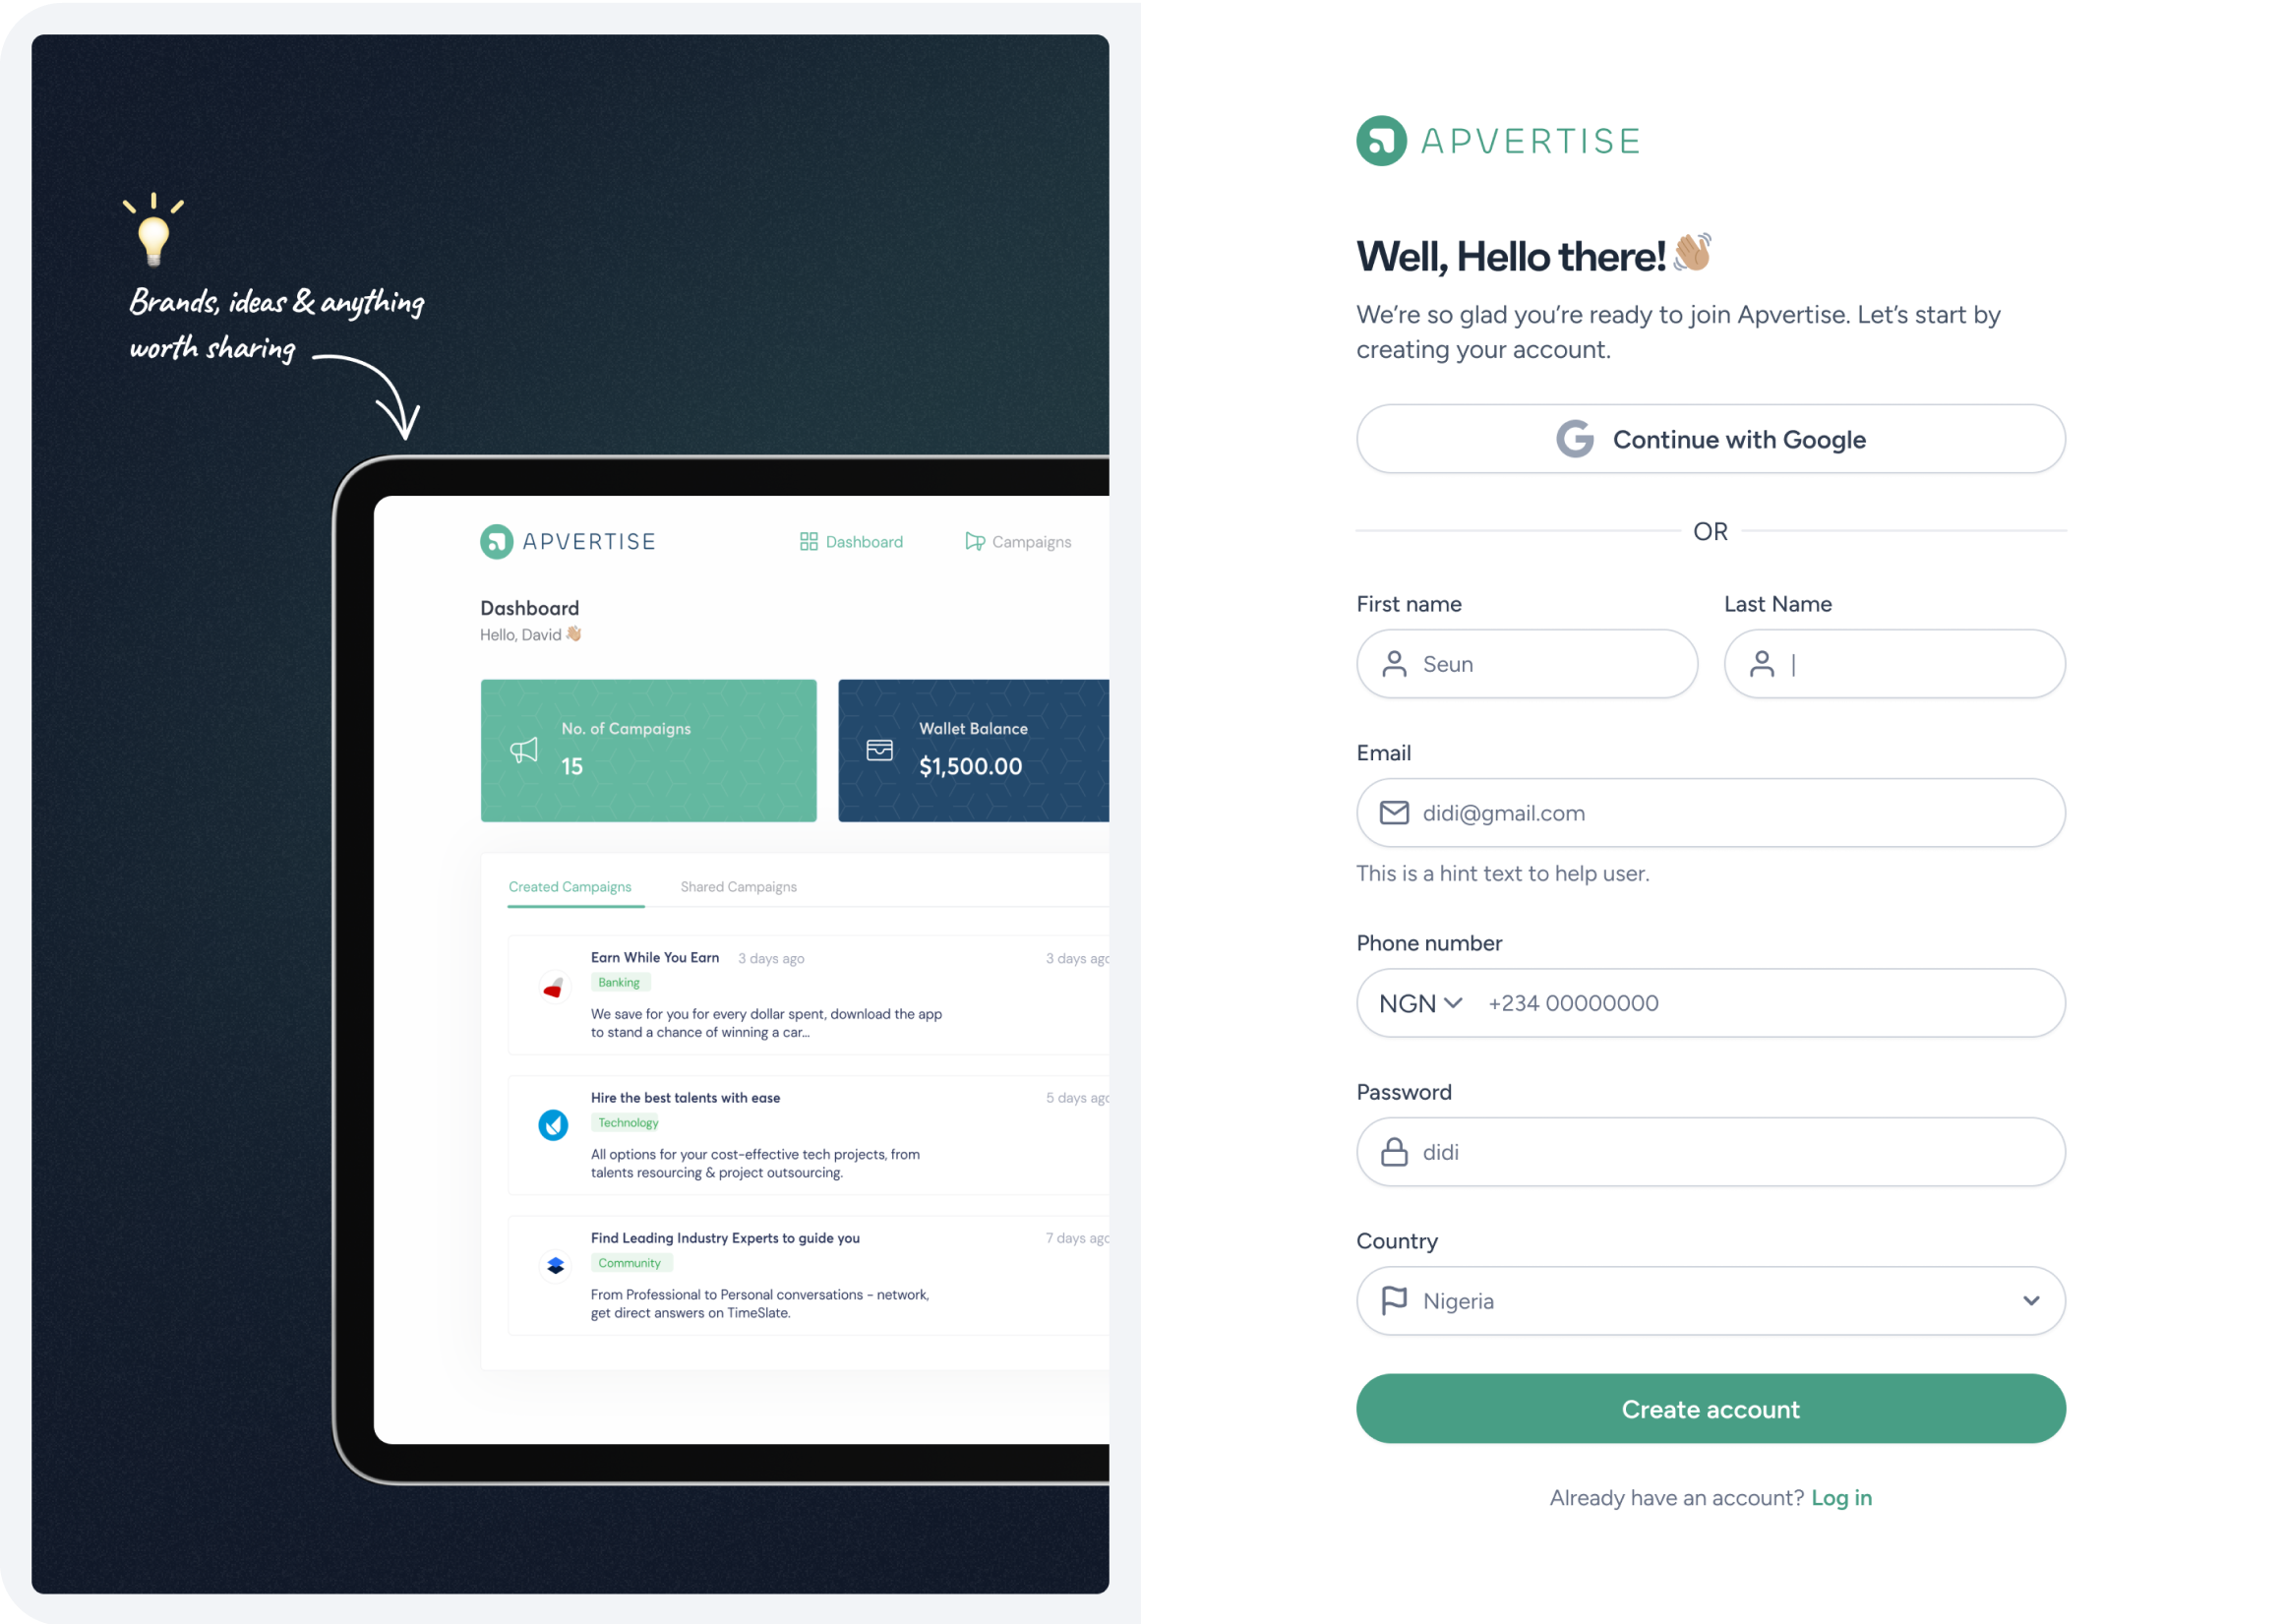 Brands, ideas & anything
worth sharing
APVERTISE
Dashboard
Campaigns
Dashboard
Hello, David
No. of Campaigns
15
Wallet Balance
$1,500.00
Created Campaigns
Shared Campaigns
Earn While You Earn
3 days ago
3 days ago
Banking
We save for you for every dollar spent, download the app
to stand a chance of winning a car...
Hire the best talents with ease
5 days ago
Technology
All options for your cost-effective tech projects, from
talents resourcing & project outsourcing.
Find Leading Industry Experts to guide you
7 days ago
Community
From Professional to Personal conversations - network,
get direct answers on TimeSlate.
APVERTISE
Well, Hello there!
We’re so glad you’re ready to join Apvertise. Let’s start by
creating your account.
Continue with Google
OR
First name
Last Name
Seun
Email
didi@gmail.com
This is a hint text to help user.
Phone number
NGN
+234 00000000
Password
didi
Country
Nigeria
Create account
Already have an account? Log in